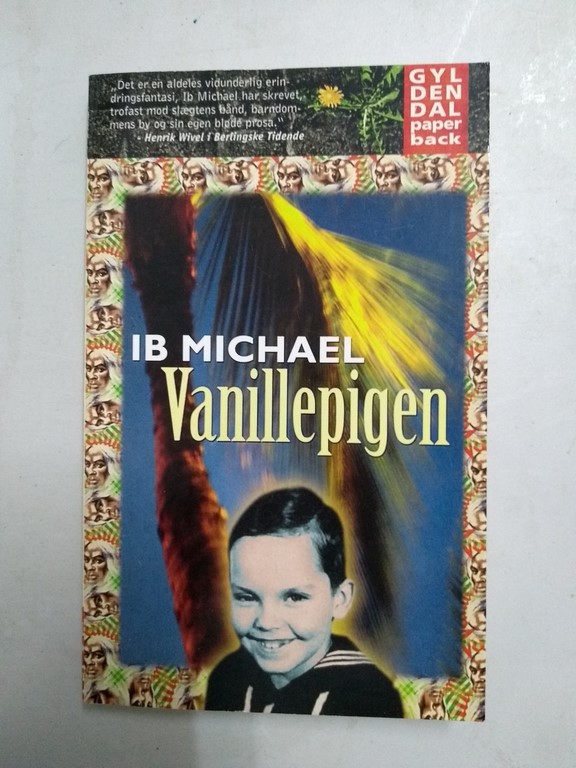 „Det er en aldeles vidunderlig erin-
dringsfantasi, Ib Michael har skrevet,
trofast mod slægtens bånd, barndom-
mens by og sin egen bløde prosa."
- Henrik Wivel i Berlingske Tidende
GYL
DEN
DAL
paper
back
IB MICHAEL
Vanillepigen